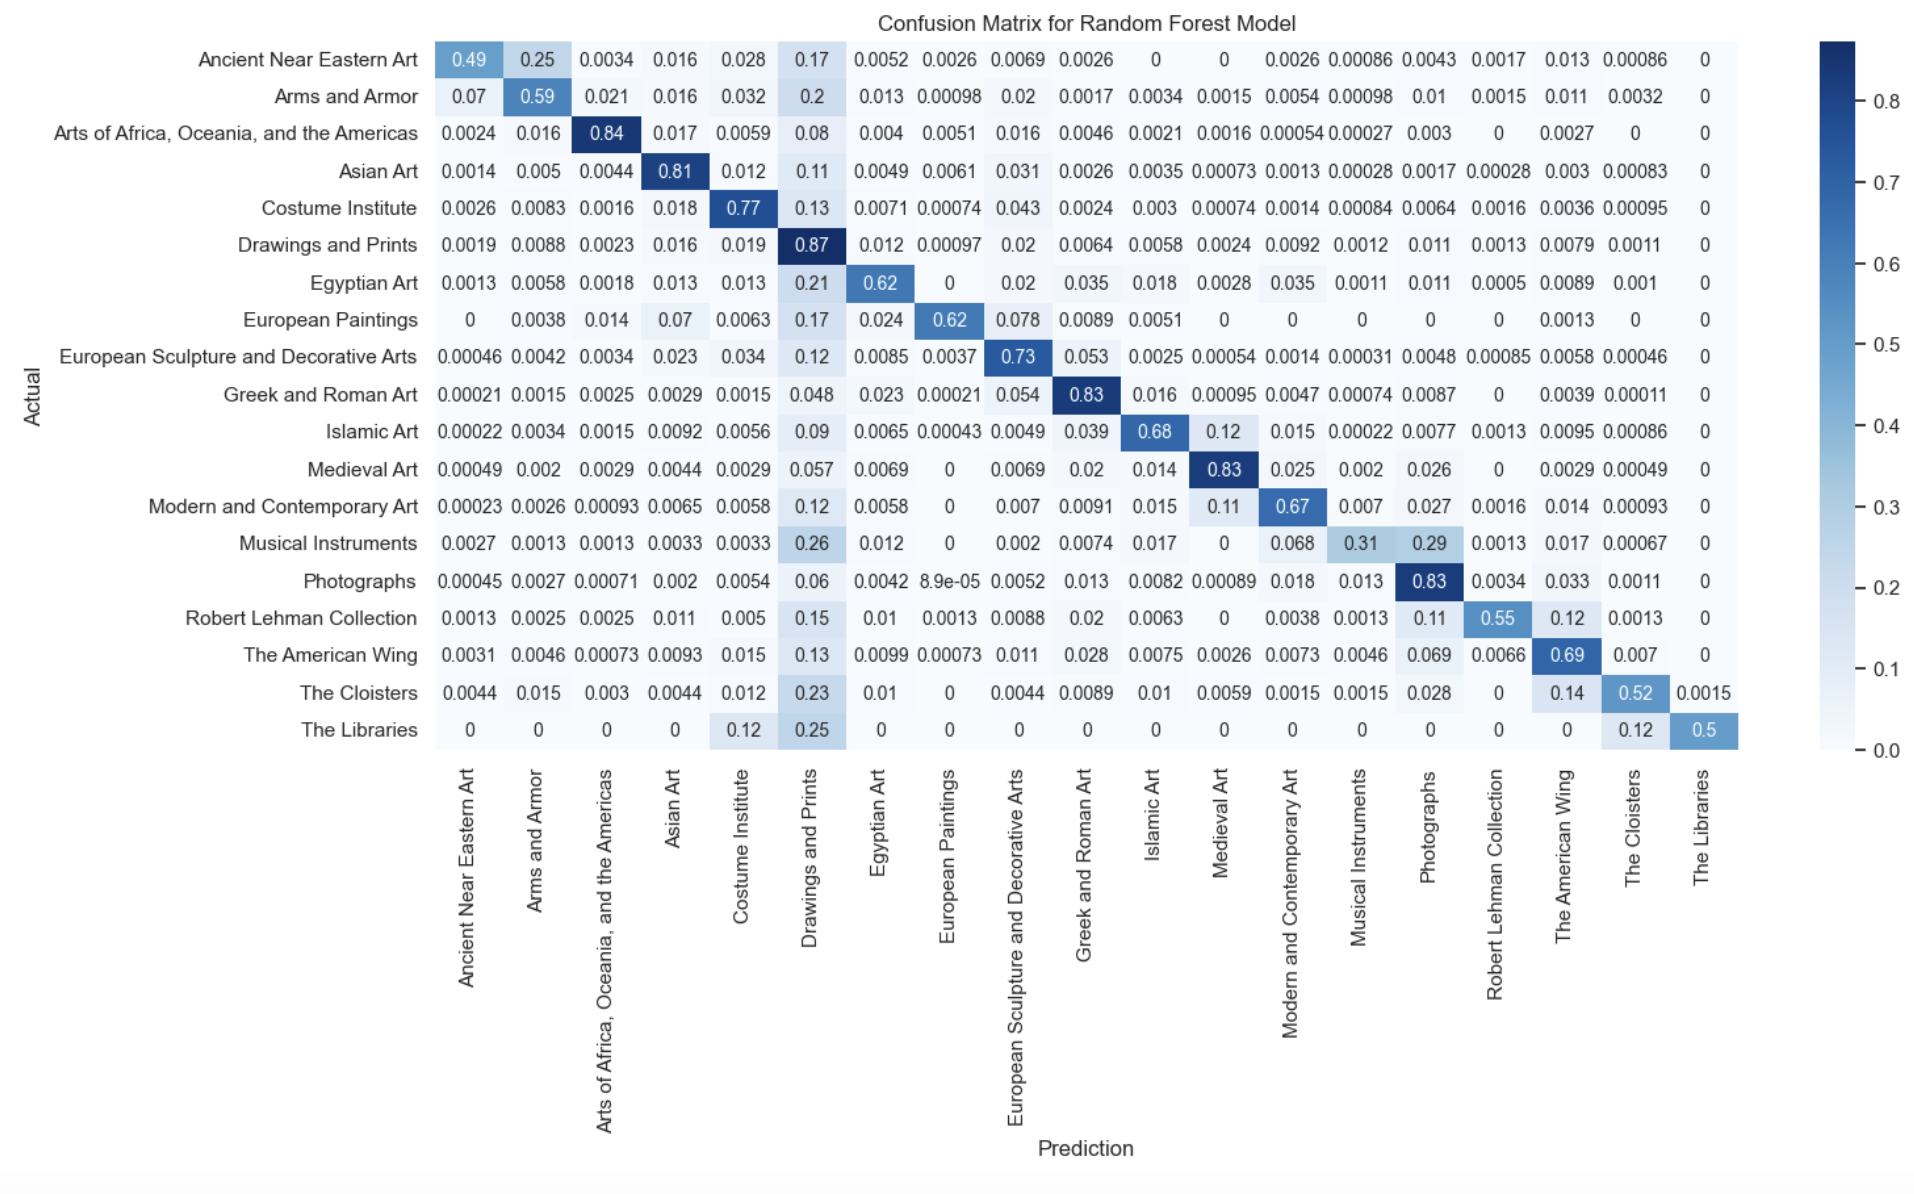 Confusion Matrix for Random Forest Model
Ancient Near Eastern Art 0.49 0.25 0.0034 0.016 0.028 0.17 0.0052 0.0026 0.0069 0.0026 0 0 0.0026 0.00086 0.0043 0.0017 0.013 0.00086 0
Arms and Armor 0.07 0.59 0.021 0.016 0.032 0.2 0.013 0.00098 0.02 0.0017 0.0034 0.0015 0.0054 0.00098 0.01 0.0015 0.011 0.0032 0
Arts of Africa, Oceania, and the Americas 0.0024 0.016 0.84 0.017 0.0059 0.08 0.004 0.0051 0.016 0.0046 0.0021 0.0016 0.00054 0.00027 0.003 0 0.0027 0 0
Asian Art 0.0014 0.005 0.0044 0.81 0.012 0.11 0.0049 0.0061 0.031 0.0026 0.0035 0.00073 0.0013 0.00028 0.0017 0.00028 0.003 0.00083 0
Costume Institute 0.0026 0.0083 0.0016 0.018 0.77 0.13 0.0071 0.00074 0.043 0.0024 0.003 0.00074 0.0014 0.00084 0.0064 0.0016 0.0036 0.00095 0
Drawings and Prints 0.0019 0.0088 0.0023 0.016 0.019 0.87 0.012 0.00097 0.02 0.0064 0.0058 0.0024 0.0092 0.0012 0.011 0.0013 0.0079 0.0011 0
Egyptian Art 0.0013 0.0058 0.0018 0.013 0.013 0.21 0.62 0 0.02 0.035 0.018 0.0028 0.035 0.0011 0.011 0.0005 0.0089 0.001 0
European Paintings 0 0.0038 0.014 0.07 0.0063 0.17 0.024 0.62 0.078 0.0089 0.0051 0 0 0 0 0 0.0013 0 0
European Sculpture and Decorative Arts 0.00046 0.0042 0.0034 0.023 0.034 0.12 0.0085 0.0037 0.73 0.053 0.0025 0.00054 0.0014 0.00031 0.0048 0.00085 0.0058 0.00046 0
Greek and Roman Art 0.00021 0.0015 0.0025 0.0029 0.0015 0.048 0.023 0.00021 0.054 0.83 0.016 0.00095 0.0047 0.00074 0.0087 0 0.0039 0.00011 0
Islamic Art 0.00022 0.0034 0.0015 0.0092 0.0056 0.09 0.0065 0.00043 0.0049 0.039 0.68 0.12 0.015 0.00022 0.0077 0.0013 0.0095 0.00086 0
Medieval Art 0.00049 0.002 0.0029 0.0044 0.0029 0.057 0.0069 0 0.0069 0.02 0.014 0.83 0.025 0.002 0.026 0 0.0029 0.00049 0
Modern and Contemporary Art 0.00023 0.0026 0.00093 0.0065 0.0058 0.12 0.0058 0 0.007 0.0091 0.015 0.11 0.67 0.007 0.027 0.0016 0.014 0.00093 0
Musical Instruments 0.0027 0.0013 0.0013 0.0033 0.0033 0.26 0.012 0 0.002 0.0074 0.017 0 0.068 0.31 0.29 0.0013 0.017 0.00067 0
Photographs 0.00045 0.0027 0.00071 0.002 0.0054 0.06 0.0042 8.9e-05 0.0052 0.013 0.0082 0.00089 0.018 0.013 0.83 0.0034 0.033 0.0011 0
Robert Lehman Collection 0.0013 0.0025 0.0025 0.011 0.005 0.15 0.01 0.0013 0.0088 0.02 0.0063 0 0.0038 0.0013 0.11 0.55 0.12 0.0013 0
The American Wing 0.0031 0.0046 0.00073 0.0093 0.015 0.13 0.0099 0.00073 0.011 0.028 0.0075 0.0026 0.0073 0.0046 0.069 0.0066 0.69 0.007 0
The Cloisters 0.0044 0.015 0.003 0.0044 0.012 0.23 0.01 0 0.0044 0.0089 0.01 0.0059 0.0015 0.0015 0.028 0 0.14 0.52 0.0015
The Libraries 0 0 0 0 0.12 0.25 0 0 0 0 0 0 0 0 0 0 0 0.12 0.5
Actual
Ancient Near Eastern Art
Arms and Armor
Arts of Africa, Oceania, and the Americas
Asian Art
Costume Institute
Drawings and Prints
Egyptian Art
European Paintings
European Sculpture and Decorative Arts
Greek and Roman Art
Islamic Art
Medieval Art
Modern and Contemporary Art
Musical Instruments
Photographs
Robert Lehman Collection
The American Wing
The Cloisters
The Libraries
Prediction
0.8
0.7
0.6
0.5
0.4
0.3
0.2
0.1
0.0